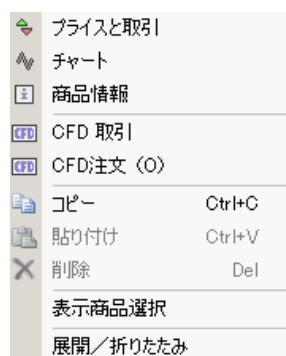 プライスと取引
チャート
商品情報
CFD CFD 取引
CFD CFD注文（O）
コピー Ctrl+C
貼り付け Ctrl+V
削除 Del
表示商品選択
展開／折りたたみ